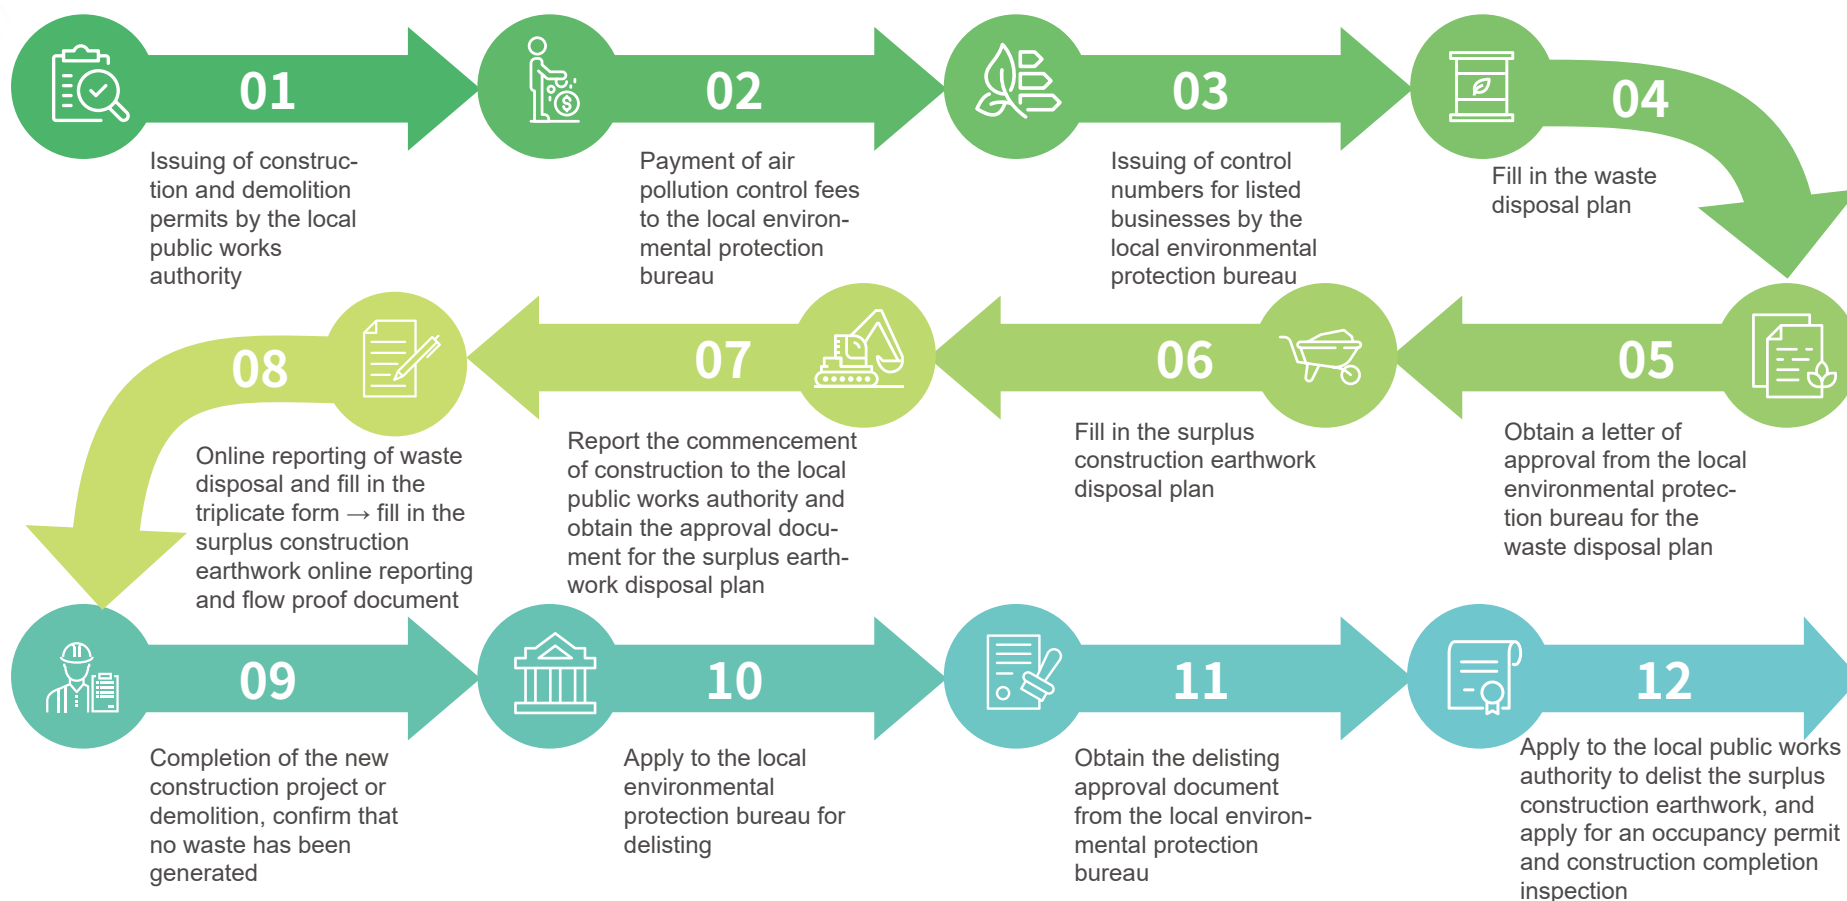 01
Issuing of construc-
tion and demolition
permits by the local
public works
authority
02
Payment of air
pollution control fees
to the local environ-
mental protection
bureau
03
Issuing of control
numbers for listed
businesses by the
local environmental
protection bureau
04
Fill in the waste
disposal plan
05
Obtain a letter of
approval from the local
environmental protec-
tion bureau for the
waste disposal plan
06
Fill in the surplus
construction earthwork
disposal plan
07
Report the commencement
of construction to the local
public works authority and
obtain the approval docu-
ment for the surplus earth-
work disposal plan
08
Online reporting of waste
disposal and fill in the
triplicate form → fill in the
surplus construction
earthwork online reporting
and flow proof document
09
Completion of the new
construction project or
demolition, confirm that
no waste has been
generated
10
Apply to the local
environmental
protection bureau for
delisting
11
Obtain the delisting
approval document
from the local environ-
mental protection
bureau
12
Apply to the local public works
authority to delist the surplus
construction earthwork, and
apply for an occupancy permit
and construction completion
inspection